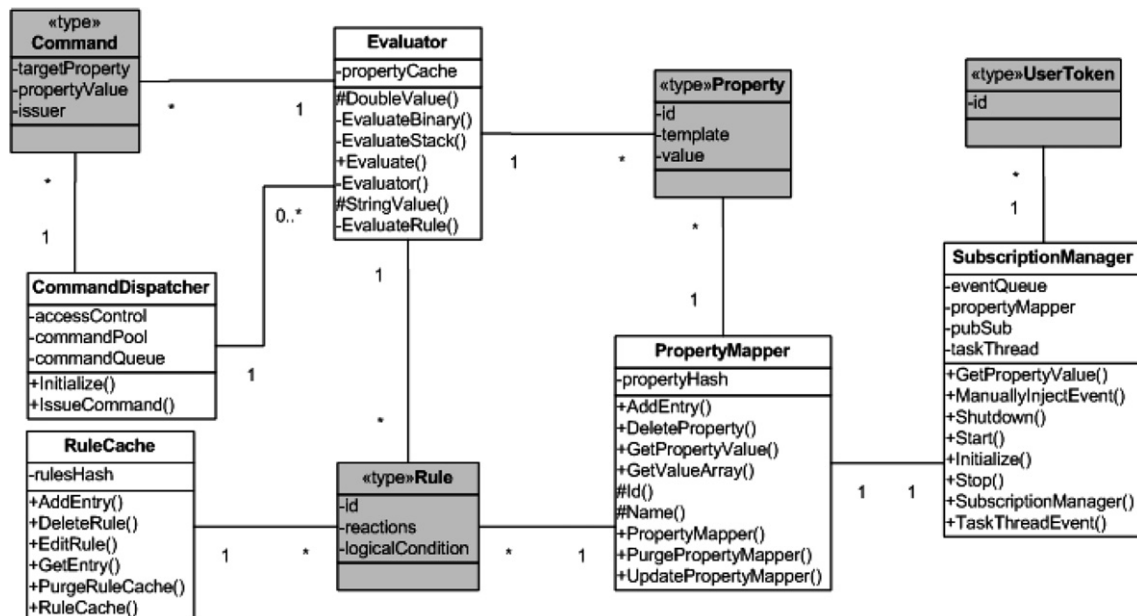 «type»
Command
-targetProperty
-propertyValue
-issuer
*
1
Evaluator
-propertyCache
#DoubleValue()
-EvaluateBinary()
-EvaluateStack()
+Evaluate()
-Evaluator()
#StringValue()
-EvaluateRule()
*
1
0..*
1
1
*
1
*
«type»Property
-id
-template
-value
*
1
«type»UserToken
-id
*
1
CommandDispatcher
-accessControl
-commandPool
-commandQueue
+Initialize()
+IssueCommand()
RuleCache
-rulesHash
+AddEntry()
+DeleteRule()
+EditRule()
+GetEntry()
+PurgeRuleCache()
+RuleCache()
1
*
«type»Rule
-id
-reactions
-logicalCondition
*
1
PropertyMapper
-propertyHash
+AddEntry()
+DeleteProperty()
+GetPropertyValue()
+GetValueArray()
#Id()
#Name()
+PropertyMapper()
+PurgePropertyMapper()
+UpdatePropertyMapper()
1
1
SubscriptionManager
-eventQueue
-propertyMapper
-pubSub
-taskThread
+GetPropertyValue()
+ManuallyInjectEvent()
+Shutdown()
+Start()
+Initialize()
+Stop()
+SubscriptionManager()
+TaskThreadEvent()